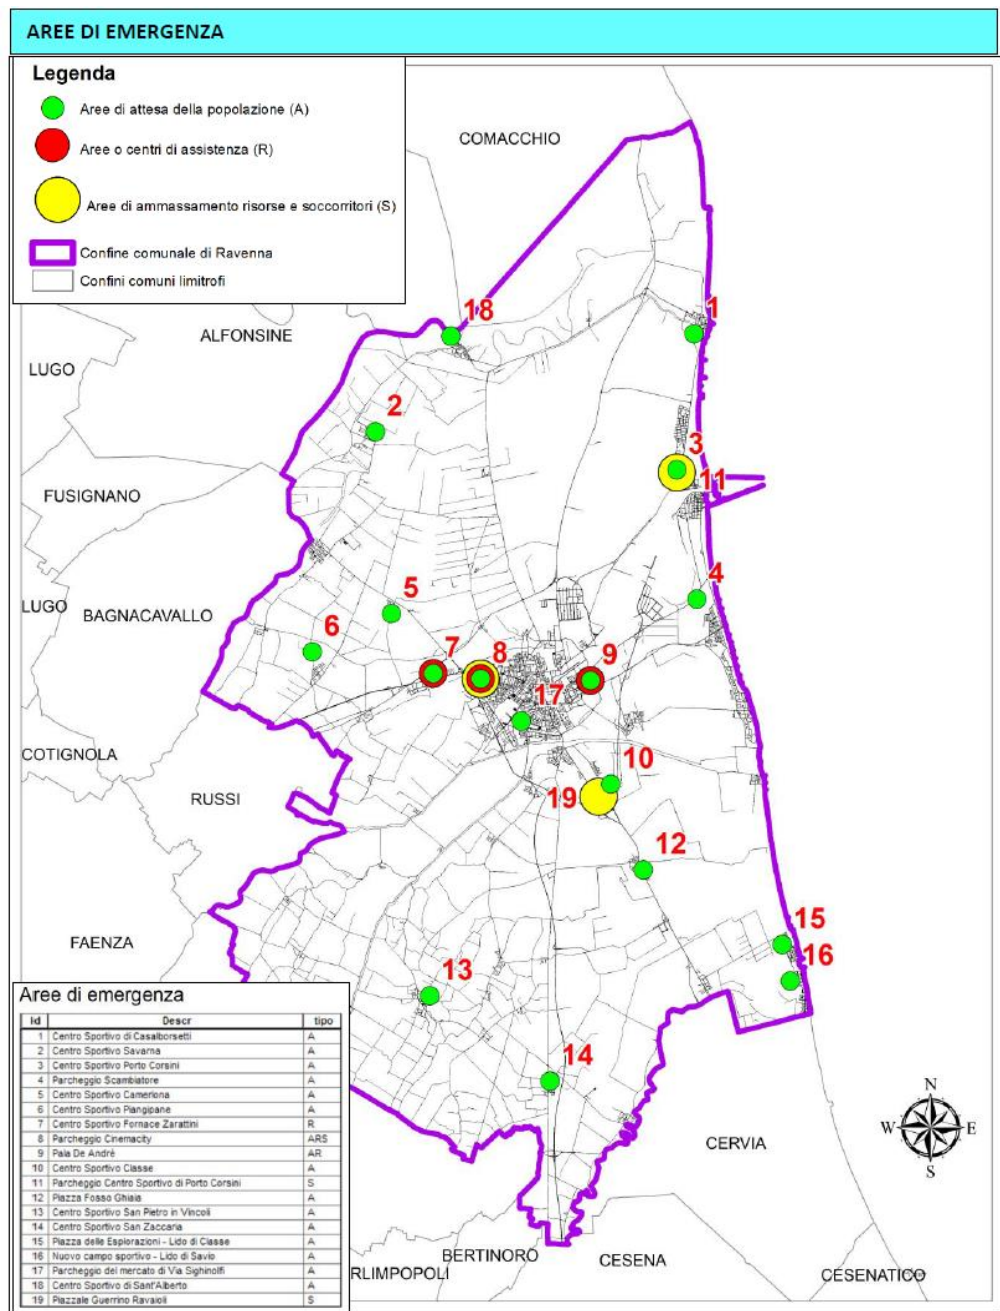 AREE DI EMERGENZA
Legenda
Aree di attesa della popolazione (A)
Aree o centri di assistenza (R)
Aree di ammassamento risorse e soccorritori (S)
Confine comunale di Ravenna
Confini comuni limitrofi
COMACCHIO
18
1
ALFONSINE
LUGO
2
3
FUSIGNANO
11
4
5
LUGO
BAGNACAVALLO
6
7
8
9
17
COTIGNOLA
10
RUSSI
19
12
15
FAENZA
16
13
14
N
W
E
S
CERVIA
BERTINORO
CESENA
RLIMPOPOLI
CESENATICO
Aree di emergenza
Id Descr tipo
1 Centro Sportivo di Casalborsetti A
2 Centro Sportivo Savarna A
3 Centro Sportivo Porto Corsini A
4 Parcheggio Scambiatore A
5 Centro Sportivo Camerlona A
6 Centro Sportivo Piangipane A
7 Centro Sportivo Fornace Zarattini R
8 Parcheggio Cinemacity ARS
9 Pala De Andrè AR
10 Centro Sportivo Classe A
11 Parcheggio Centro Sportivo di Porto Corsini S
12 Piazza Fosso Ghiaia A
13 Centro Sportivo San Pietro in Vincoli A
14 Centro Sportivo San Zaccaria A
15 Piazza delle Esplorazioni - Lido di Classe A
16 Nuovo campo sportivo - Lido di Savio A
17 Parcheggio del mercato di Via Sighinolfi A
18 Centro Sportivo di Sant'Alberto A
19 Piazzale Guerrino Ravaioli S